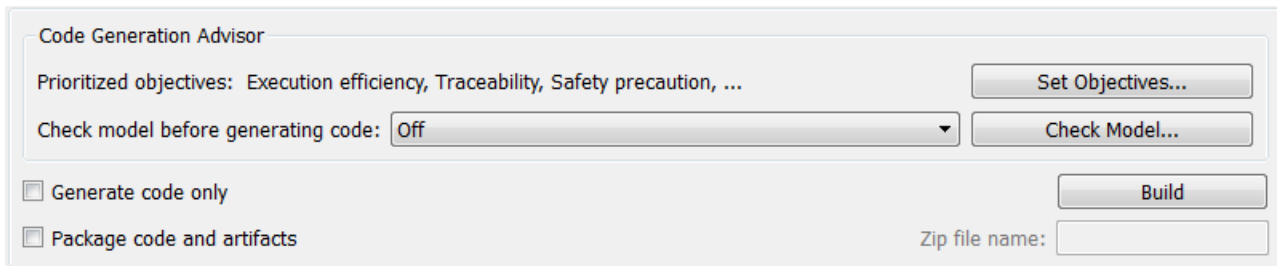 Code Generation Advisor
Prioritized objectives: Execution efficiency, Traceability, Safety precaution, ... Set Objectives...
Check model before generating code: Off Check Model...
Generate code only Build
Package code and artifacts Zip file name: